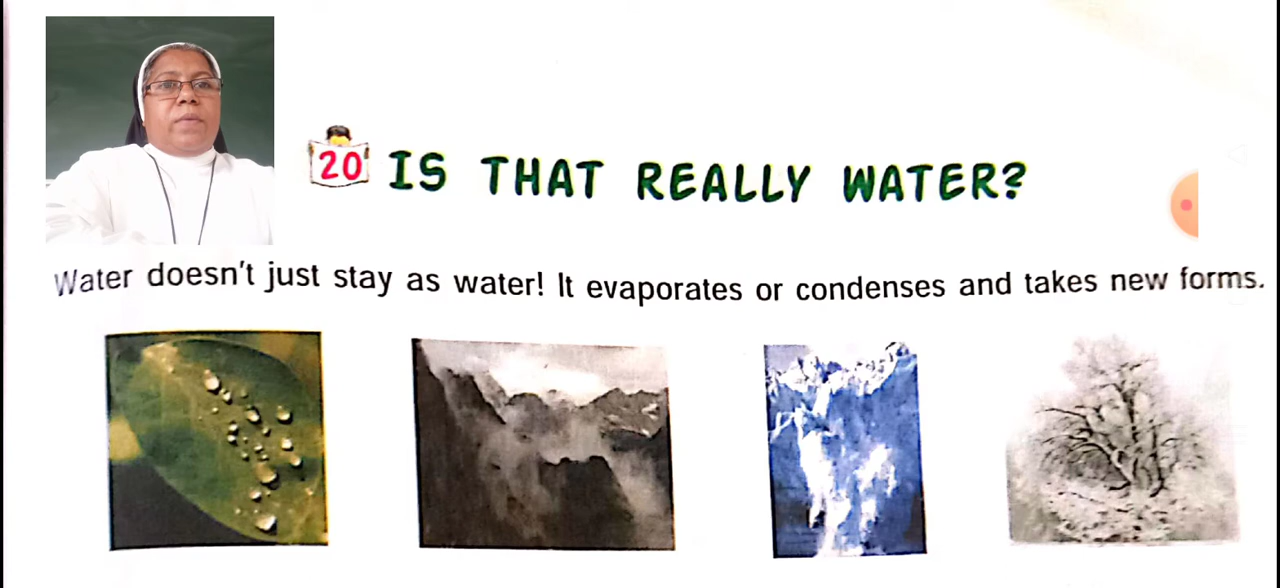 20 IS THAT REALLY WATER?
Water doesn't just stay as water! It evaporates or condenses and takes new forms.